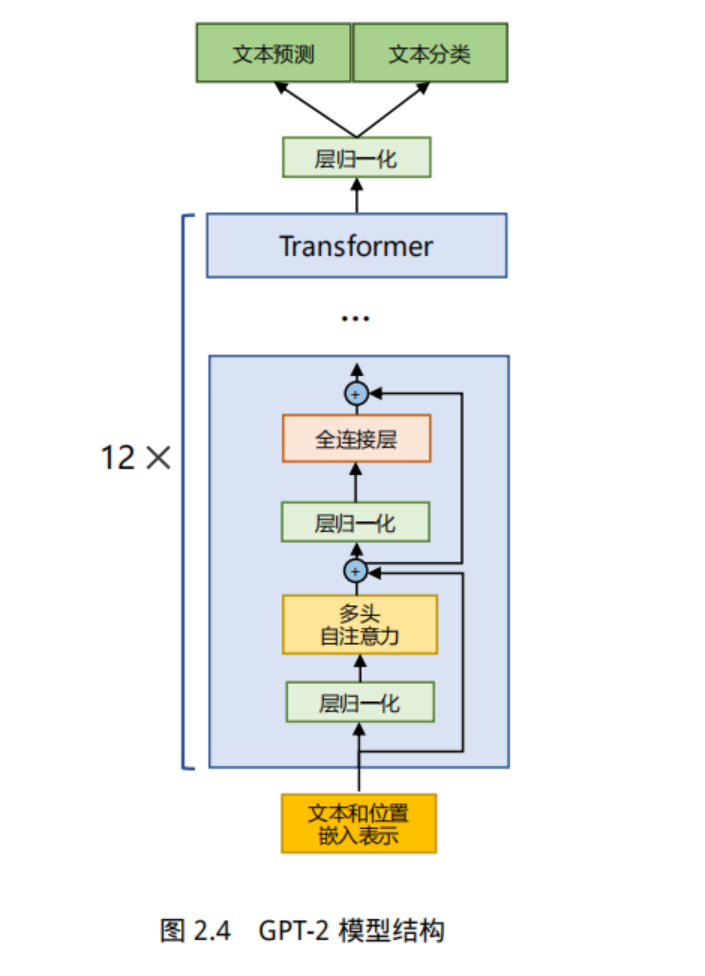 文本预测
文本分类
层归一化
Transformer
...
12 ×
+
全连接层
层归一化
+
多头
自注意力
层归一化
文本和位置
嵌入表示
图 2.4 GPT-2 模型结构